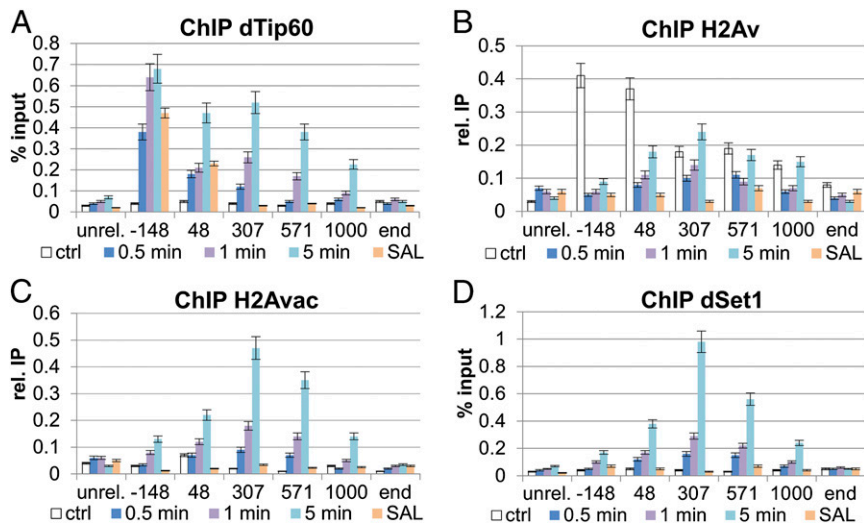 A
ChIP dTip60
% input
0.8
0.7
0.6
0.5
0.4
0.3
0.2
0.1
0
unrel. -148 48 307 571 1000 end
ctrl 0.5 min 1 min 5 min SAL
B
ChIP H2Av
rel. IP
0.5
0.4
0.3
0.2
0.1
0
unrel. -148 48 307 571 1000 end
ctrl 0.5 min 1 min 5 min SAL
C
ChIP H2Avac
rel. IP
0.6
0.5
0.4
0.3
0.2
0.1
0
unrel. -148 48 307 571 1000 end
ctrl 0.5 min 1 min 5 min SAL
D
ChIP dSet1
% input
1.2
1
0.8
0.6
0.4
0.2
0
unrel. -148 48 307 571 1000 end
ctrl 0.5 min 1 min 5 min SAL